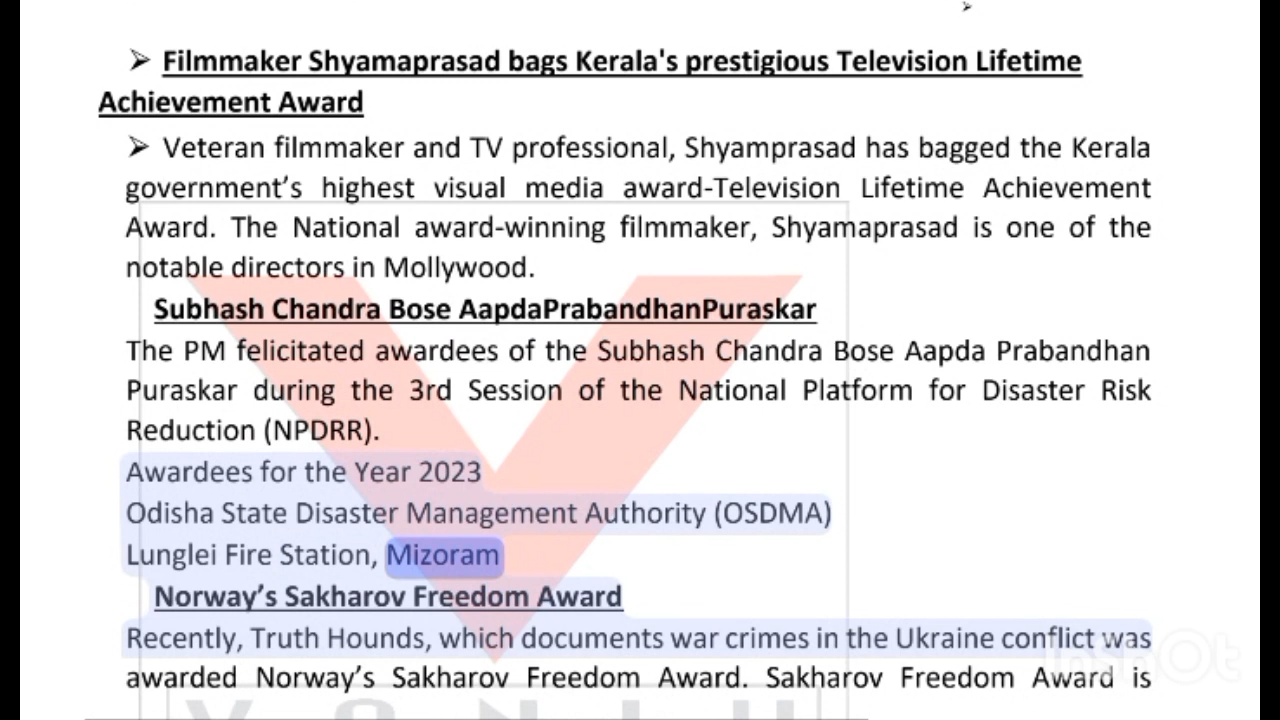 ➢
➢ Filmmaker Shyamaprasad bags Kerala's prestigious Television Lifetime
Achievement Award
➢ Veteran filmmaker and TV professional, Shyamprasad has bagged the Kerala
government’s highest visual media award-Television Lifetime Achievement
Award. The National award-winning filmmaker, Shyamaprasad is one of the
notable directors in Mollywood.
Subhash Chandra Bose AapdaPrabandhanPuraskar
The PM felicitated awardees of the Subhash Chandra Bose Aapda Prabandhan
Puraskar during the 3rd Session of the National Platform for Disaster Risk
Reduction (NPDRR).
Awardees for the Year 2023
Odisha State Disaster Management Authority (OSDMA)
Lunglei Fire Station, Mizoram
Norway’s Sakharov Freedom Award
Recently, Truth Hounds, which documents war crimes in the Ukraine conflict was
awarded Norway’s Sakharov Freedom Award. Sakharov Freedom Award is
InShOt